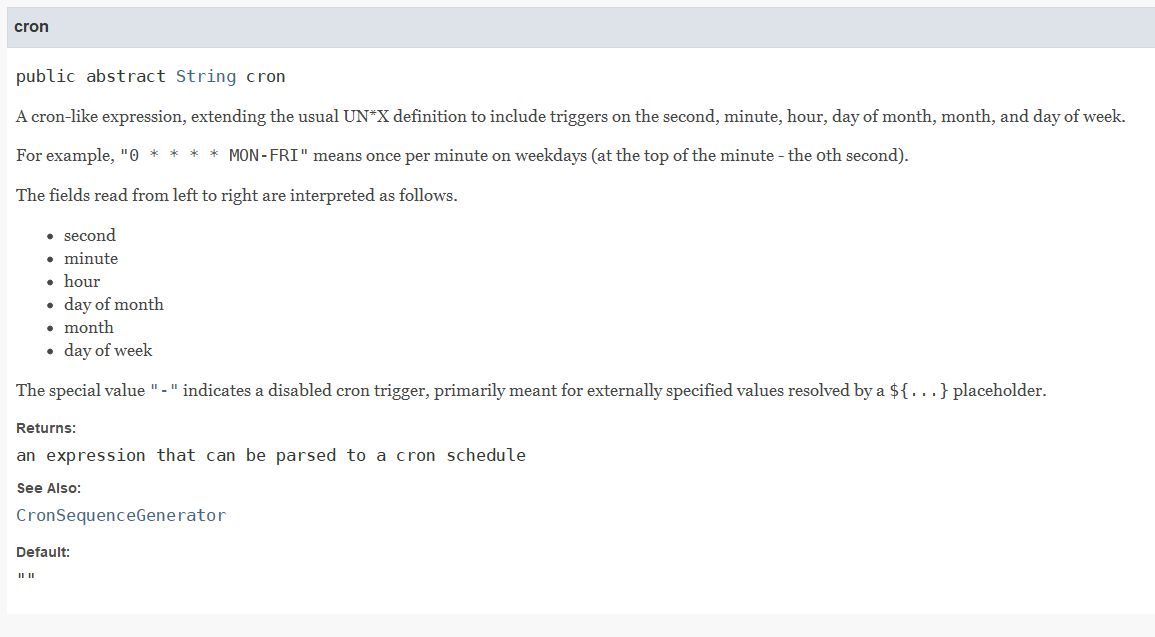 cron
public abstract String cron
A cron-like expression, extending the usual UN*X definition to include triggers on the second, minute, hour, day of month, month, and day of week.
For example, "0 * * * * MON-FRI" means once per minute on weekdays (at the top of the minute - the 0th second).
The fields read from left to right are interpreted as follows.
• second
• minute
• hour
• day of month
• month
• day of week
The special value "-" indicates a disabled cron trigger, primarily meant for externally specified values resolved by a ${...} placeholder.
Returns:
an expression that can be parsed to a cron schedule
See Also:
CronSequenceGenerator
Default:
""